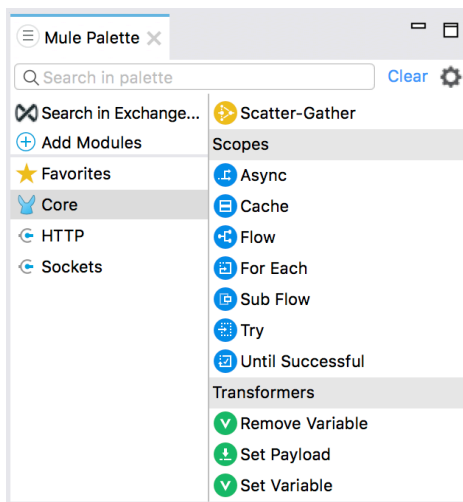 Mule Palette
Search in palette
Clear
Search in Exchange...
Add Modules
Favorites
Core
HTTP
Sockets
Scatter-Gather
Scopes
Async
Cache
Flow
For Each
Sub Flow
Try
Until Successful
Transformers
Remove Variable
Set Payload
Set Variable